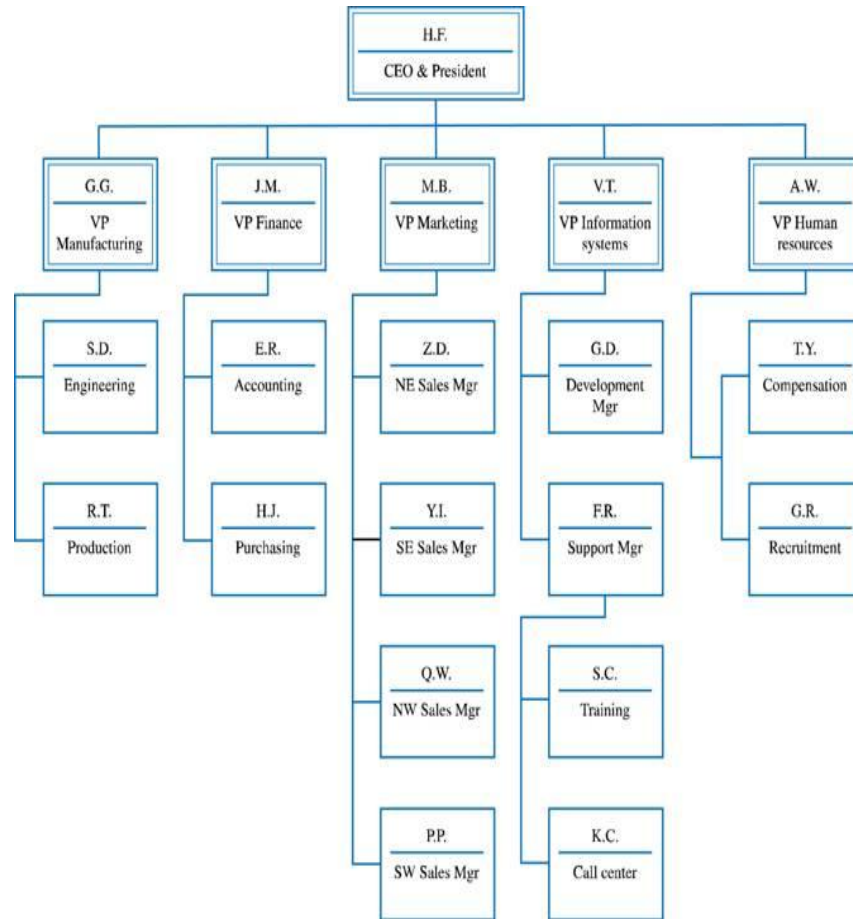 H.F.
CEO & President
G.G.
VP
Manufacturing
J.M.
VP Finance
M.B.
VP Marketing
V.T.
VP Information
systems
A.W.
VP Human
resources
S.D.
Engineering
E.R.
Accounting
Z.D.
NE Sales Mgr
G.D.
Development
Mgr
T.Y.
Compensation
R.T.
Production
H.J.
Purchasing
Y.I.
SE Sales Mgr
F.R.
Support Mgr
G.R.
Recruitment
Q.W.
NW Sales Mgr
S.C.
Training
P.P.
SW Sales Mgr
K.C.
Call center